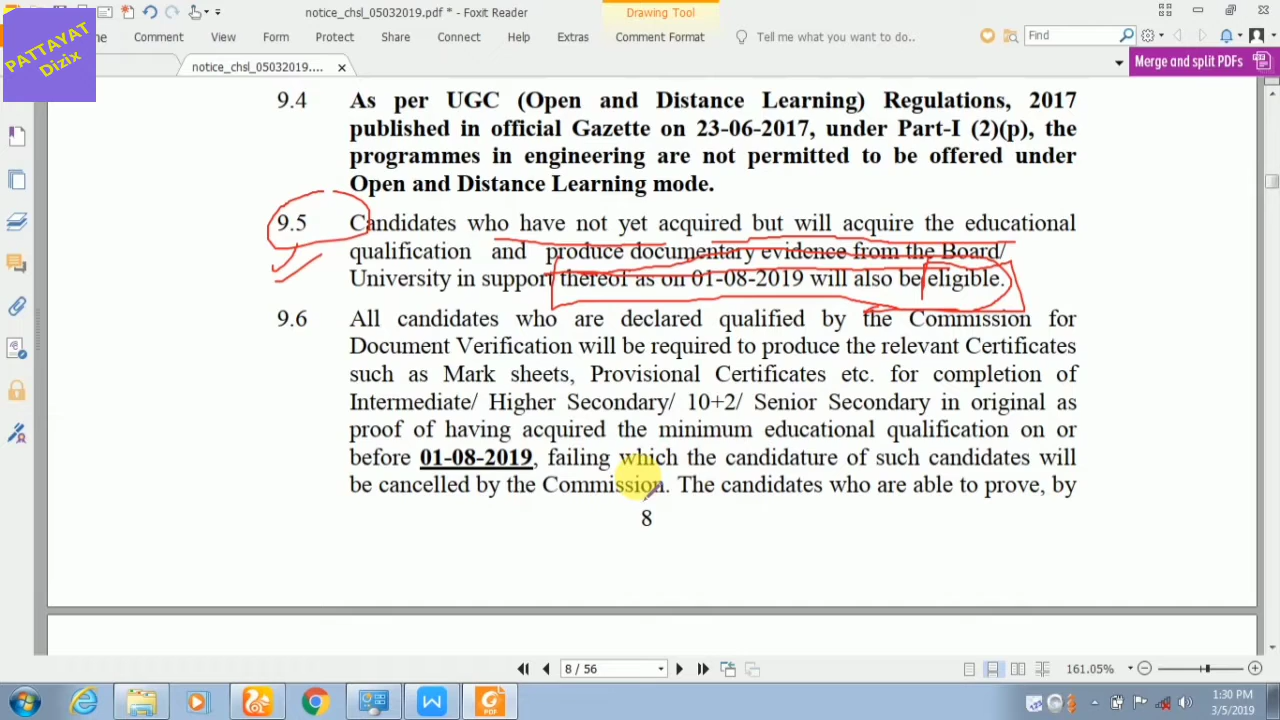 notice_chsl_05032019.pdf * - Foxit Reader
Drawing Tool
PATTAYAT
Dizix
me
Comment
View
Form
Protect
Share
Connect
Help
Extras
Comment Format
Tell me what you want to do..
Find
notice_chsl_05032019....
Merge and split PDFs
9.4 As per UGC (Open and Distance Learning) Regulations, 2017
published in official Gazette on 23-06-2017, under Part-I (2)(p), the
programmes in engineering are not permitted to be offered under
Open and Distance Learning mode.
9.5 Candidates who have not yet acquired but will acquire the educational
qualification and produce documentary evidence from the Board/
University in support thereof as on 01-08-2019 will also be eligible.
9.6 All candidates who are declared qualified by the Commission for
Document Verification will be required to produce the relevant Certificates
such as Mark sheets, Provisional Certificates etc. for completion of
Intermediate/ Higher Secondary/ 10+2/ Senior Secondary in original as
proof of having acquired the minimum educational qualification on or
before 01-08-2019, failing which the candidature of such candidates will
be cancelled by the Commission. The candidates who are able to prove, by
8
8 / 56
161.05%
1:30 PM
3/5/2019